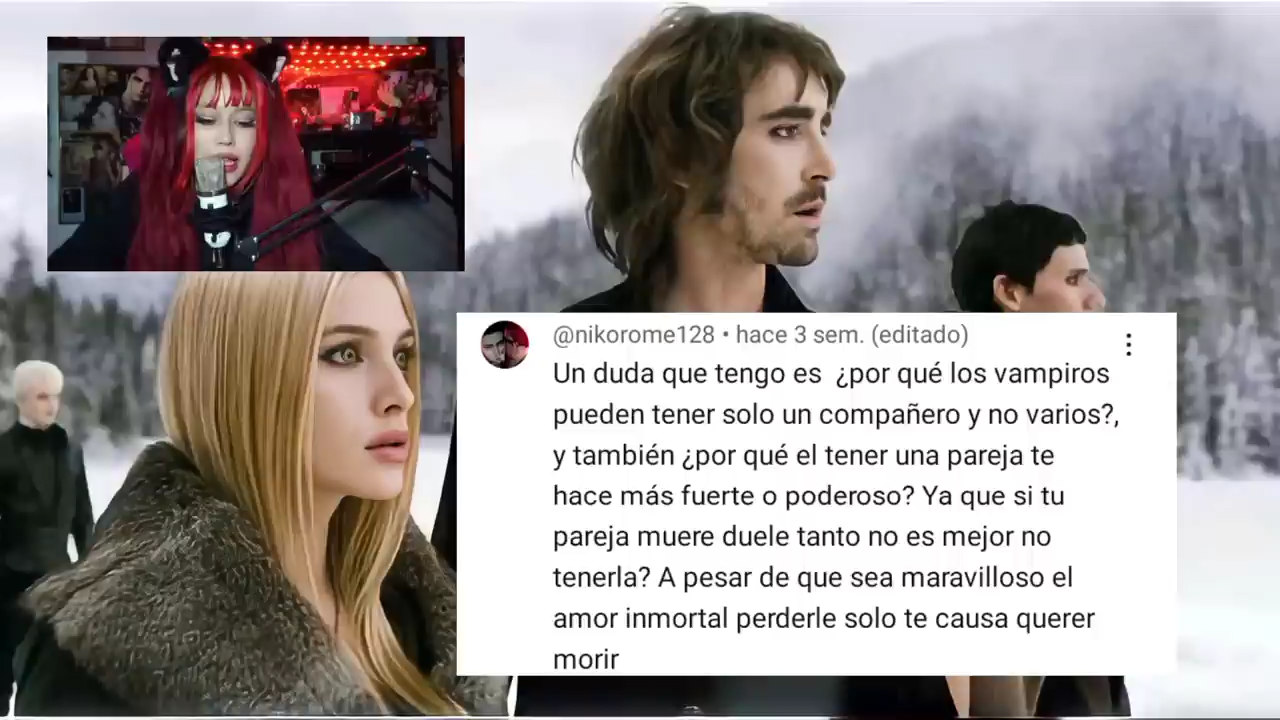 @nikorome128 • hace 3 sem. (editado)
Un duda que tengo es ¿por qué los vampiros
pueden tener solo un compañero y no varios?,
y también ¿por qué el tener una pareja te
hace más fuerte o poderoso? Ya que si tu
pareja muere duele tanto no es mejor no
tenerla? A pesar de que sea maravilloso el
amor inmortal perderle solo te causa querer
morir